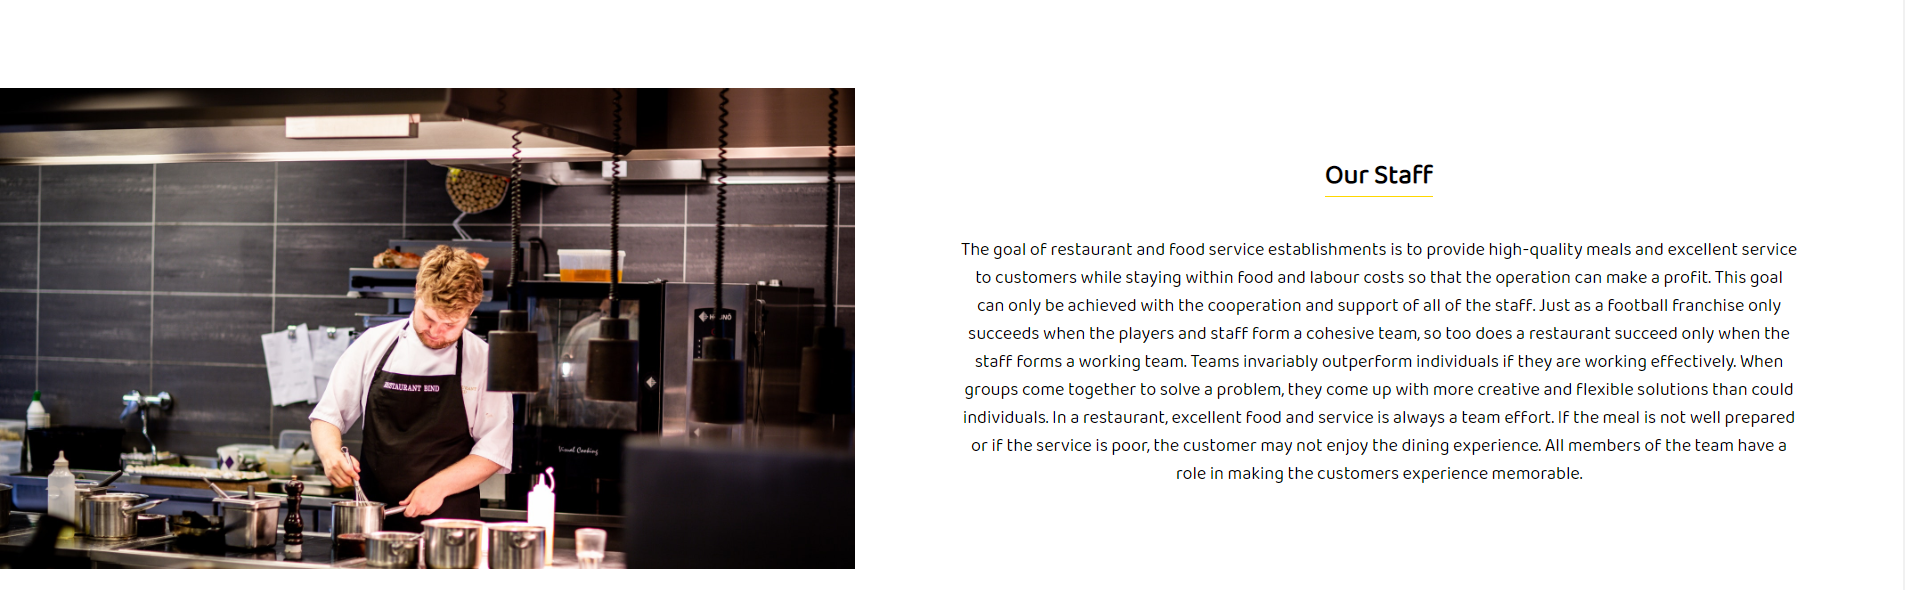 Our Staff
The goal of restaurant and food service establishments is to provide high-quality meals and excellent service
to customers while staying within food and labour costs so that the operation can make a profit. This goal
can only be achieved with the cooperation and support of all of the staff. Just as a football franchise only
succeeds when the players and staff form a cohesive team, so too does a restaurant succeed only when the
staff forms a working team. Teams invariably outperform individuals if they are working effectively. When
groups come together to solve a problem, they come up with more creative and flexible solutions than could
individuals. In a restaurant, excellent food and service is always a team effort. If the meal is not well prepared
or if the service is poor, the customer may not enjoy the dining experience. All members of the team have a
role in making the customers experience memorable.
Visual Cooking